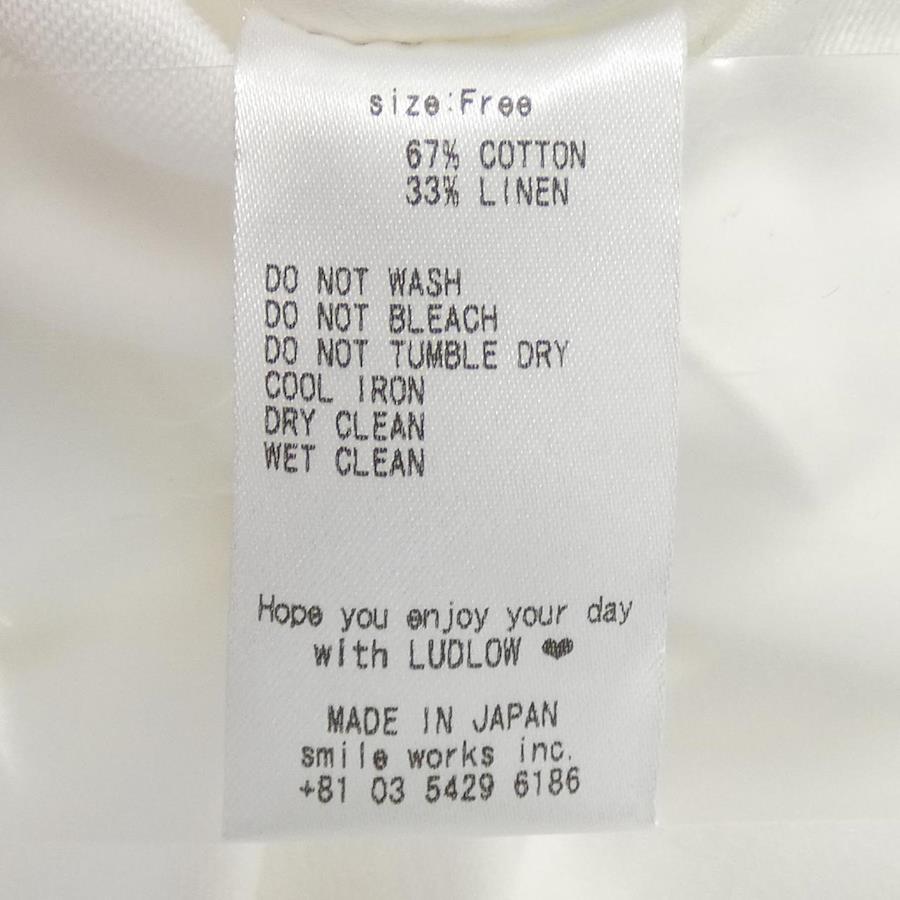 size:Free
67% COTTON
33% LINEN
DO NOT WASH
DO NOT BLEACH
DO NOT TUMBLE DRY
COOL IRON
DRY CLEAN
WET CLEAN
Hope you enjoy your day
with LUDLOW ♥
MADE IN JAPAN
smile works inc.
+81 03 5429 6186